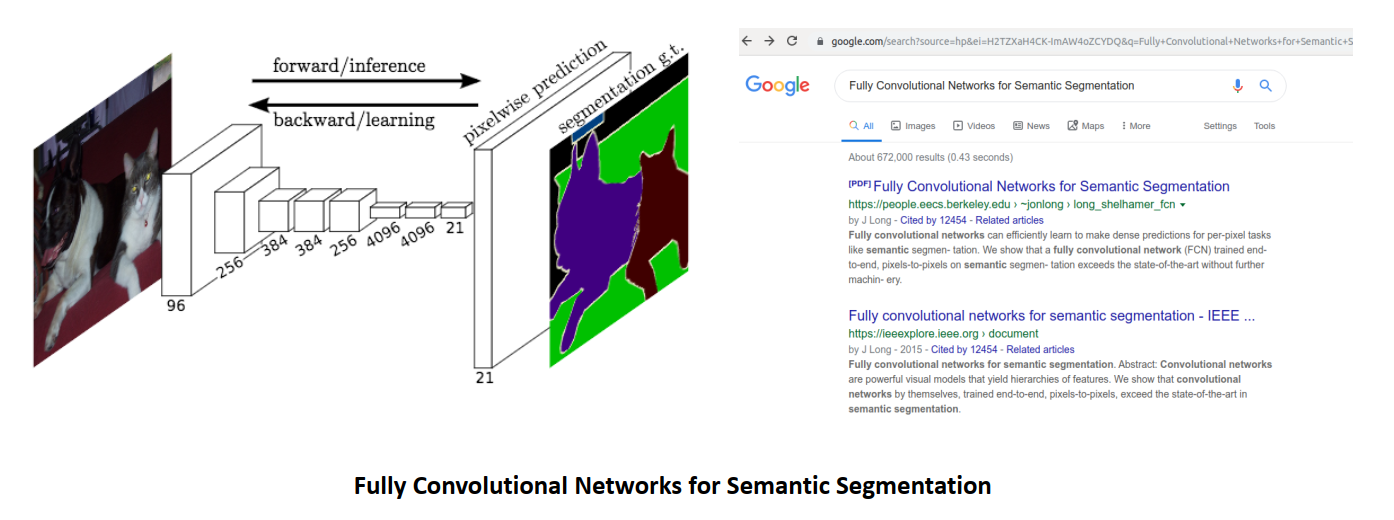 forward/inference
backward/learning
pixelwise prediction
segmentation g.t.
96
256
384
384
256
4096
4096
21
21
google.com/search?source=hp&ei=H2TZXaH4CK-ImAW4oZCYDQ&q=Fully+Convolutional+Networks+for+Semantic+S
Google
Fully Convolutional Networks for Semantic Segmentation
All Images Videos News Maps More Settings Tools
About 672,000 results (0.43 seconds)
[PDF] Fully Convolutional Networks for Semantic Segmentation
https://people.eecs.berkeley.edu › ~jonlong › long_shelhamer_fcn
by J Long - Cited by 12454 - Related articles
Fully convolutional networks can efficiently learn to make dense predictions for per-pixel tasks
like semantic segmen- tation. We show that a fully convolutional network (FCN) trained end-
to-end, pixels-to-pixels on semantic segmen- tation exceeds the state-of-the-art without further
machin- ery.
Fully convolutional networks for semantic segmentation - IEEE ...
https://ieeexplore.ieee.org › document
by J Long - 2015 - Cited by 12454 - Related articles
Fully convolutional networks for semantic segmentation. Abstract: Convolutional networks
are powerful visual models that yield hierarchies of features. We show that convolutional
networks by themselves, trained end-to-end, pixels-to-pixels, exceed the state-of-the-art in
semantic segmentation.
Fully Convolutional Networks for Semantic Segmentation